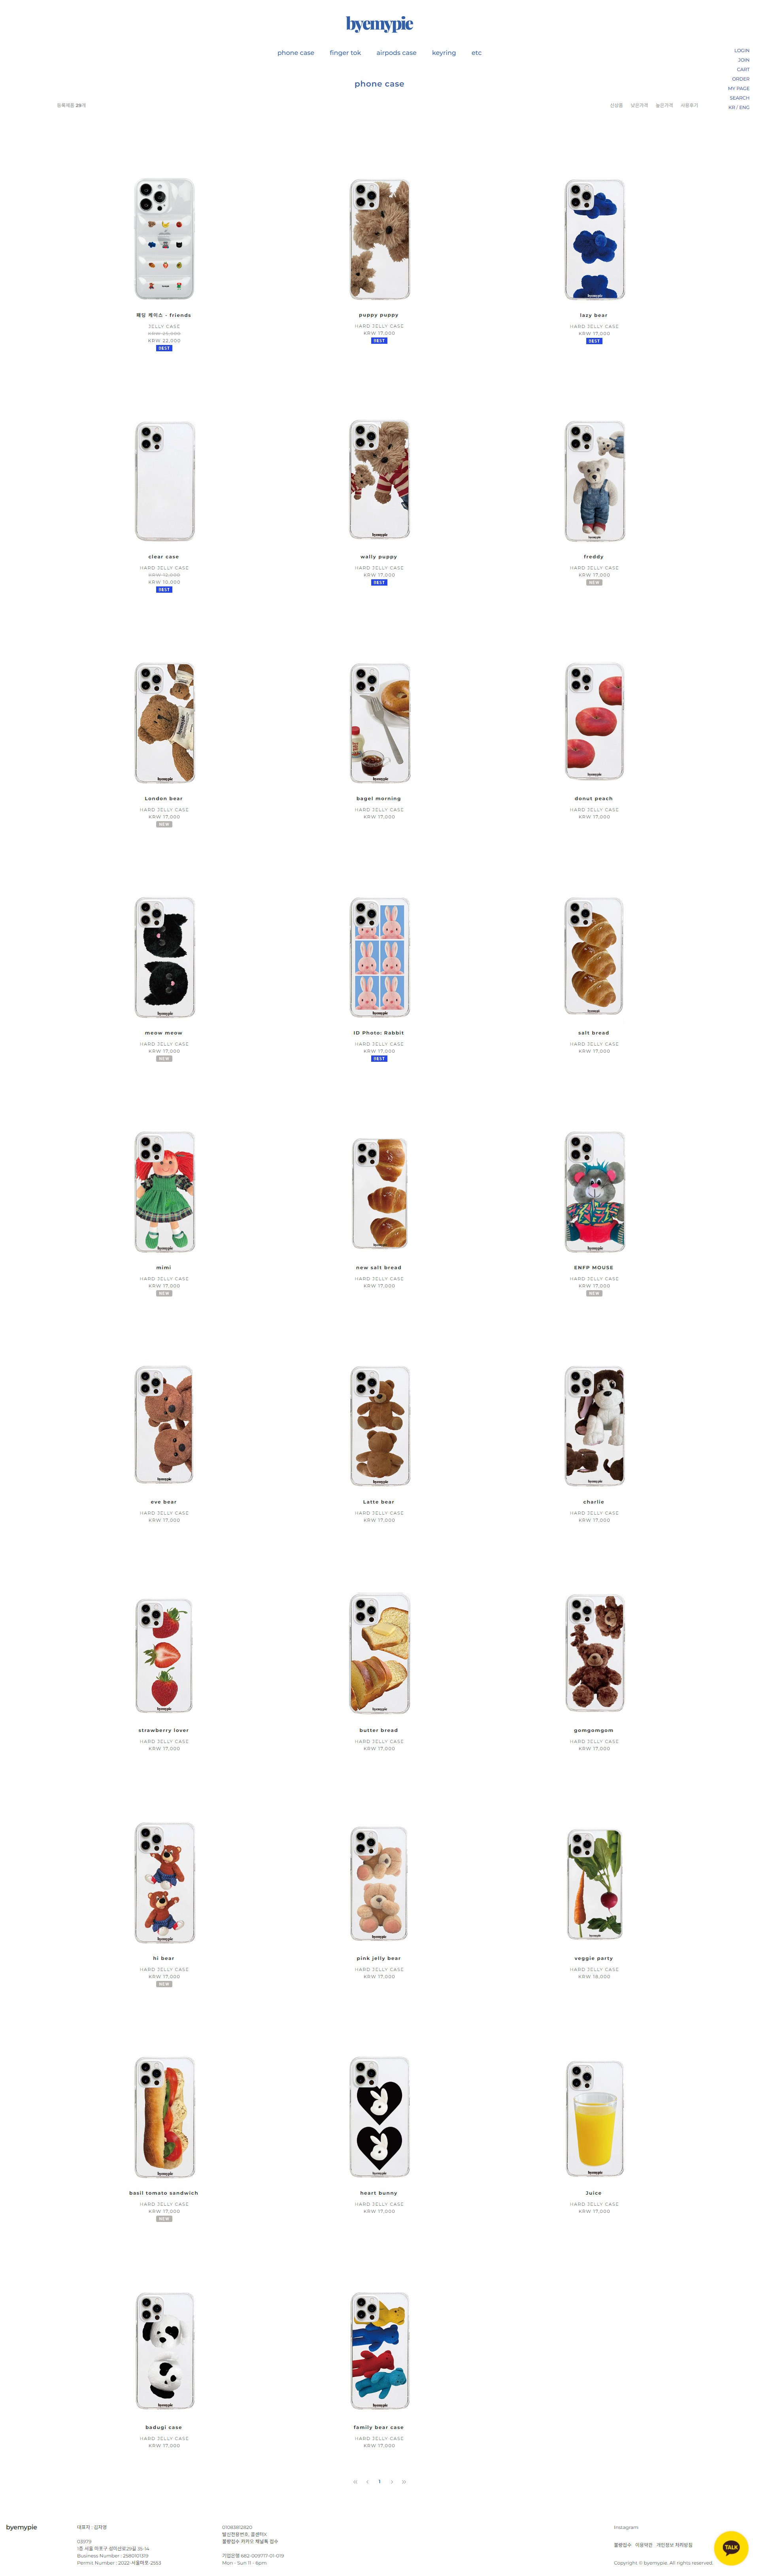 byemypie
phone case finger tok airpods case keyring etc
LOGIN
JOIN
CART
ORDER
MY PAGE
SEARCH
KR / ENG
phone case
등록제품 29개
신상품 낮은가격 높은가격 사용후기
패딩 케이스 - friends
JELLY CASE
KRW 22,000
BEST
puppy puppy
HARD JELLY CASE
KRW 17,000
BEST
lazy bear
HARD JELLY CASE
KRW 17,000
BEST
clear case
HARD JELLY CASE
KRW 12,000
KRW 10,000
BEST
wally puppy
HARD JELLY CASE
KRW 17,000
BEST
freddy
HARD JELLY CASE
KRW 17,000
NEW
London bear
HARD JELLY CASE
KRW 17,000
NEW
bagel morning
HARD JELLY CASE
KRW 17,000
donut peach
HARD JELLY CASE
KRW 17,000
meow meow
HARD JELLY CASE
KRW 17,000
NEW
ID Photo: Rabbit
HARD JELLY CASE
KRW 17,000
BEST
salt bread
HARD JELLY CASE
KRW 17,000
mimi
HARD JELLY CASE
KRW 17,000
NEW
new salt bread
HARD JELLY CASE
KRW 17,000
ENFP MOUSE
HARD JELLY CASE
KRW 17,000
NEW
eve bear
HARD JELLY CASE
KRW 17,000
Latte bear
HARD JELLY CASE
KRW 17,000
charlie
HARD JELLY CASE
KRW 17,000
strawberry lover
HARD JELLY CASE
KRW 17,000
butter bread
HARD JELLY CASE
KRW 17,000
gomgomgom
HARD JELLY CASE
KRW 17,000
hi bear
HARD JELLY CASE
KRW 17,000
NEW
pink jelly bear
HARD JELLY CASE
KRW 17,000
veggie party
HARD JELLY CASE
KRW 16,000
basil tomato sandwich
HARD JELLY CASE
KRW 17,000
NEW
heart bunny
HARD JELLY CASE
KRW 17,000
Juice
HARD JELLY CASE
KRW 17,000
badugi case
HARD JELLY CASE
KRW 17,000
family bear case
HARD JELLY CASE
KRW 17,000
1
byemypie
대표자 : 김지영
03979
1층 서울 마포구 성미산로29길 35-14
Business Number : 2580101319
Permit Number : 2022-서울마포-2553
01083812820
발신전용번호, 콜센터X
불량접수 카카오 채널톡 접수
기업은행 682-009717-01-019
Mon - Sun 11 - 6pm
Instagram
불량접수 이용약관 개인정보 처리방침
Copyright © byemypie. All rights reserved.
TALK